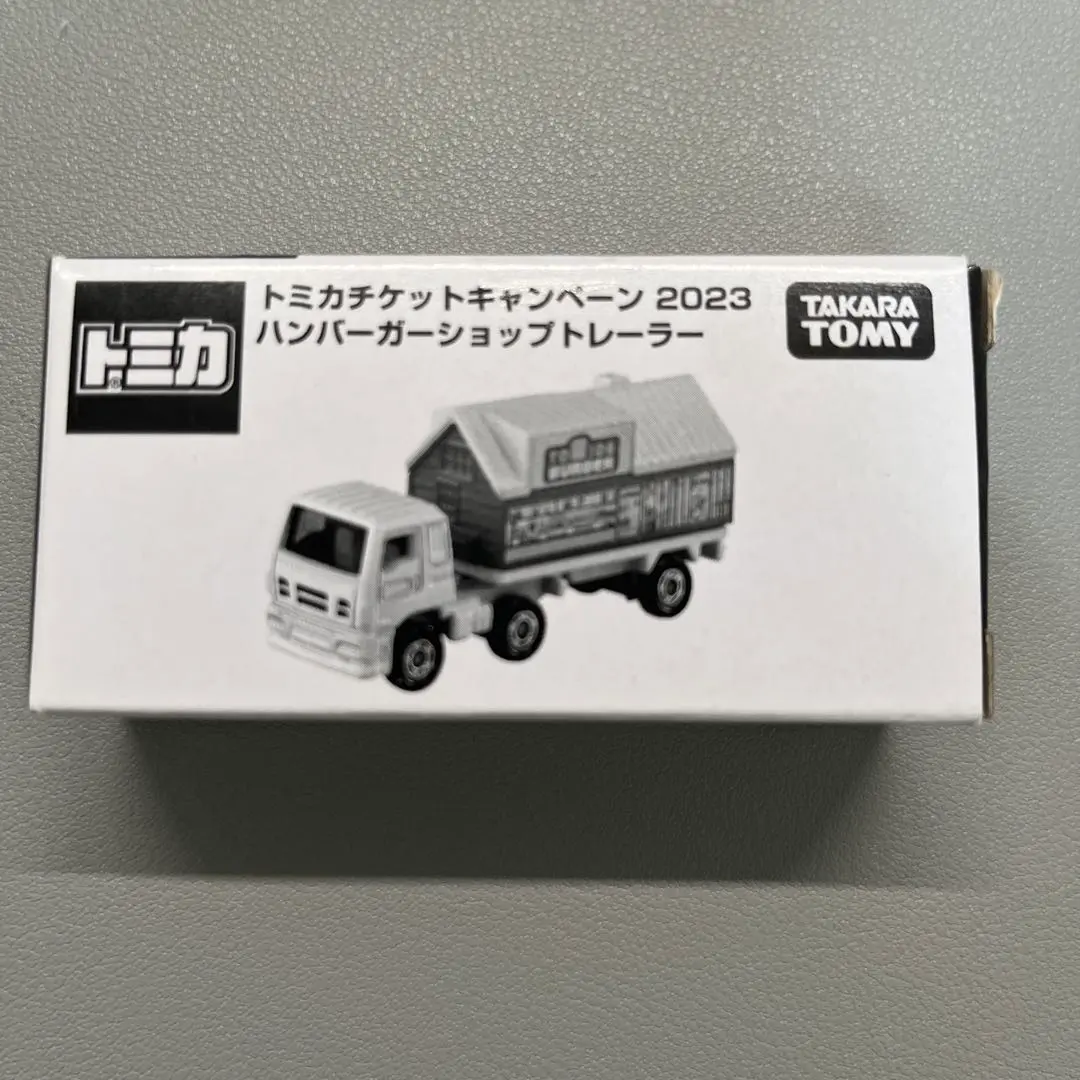 トミカ®
トミカチケットキャンペーン 2023
ハンバーガーショップトレーラー
TAKARA
TOMY
BURGER